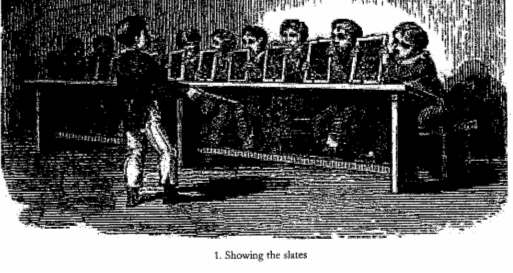 1. Showing the slates